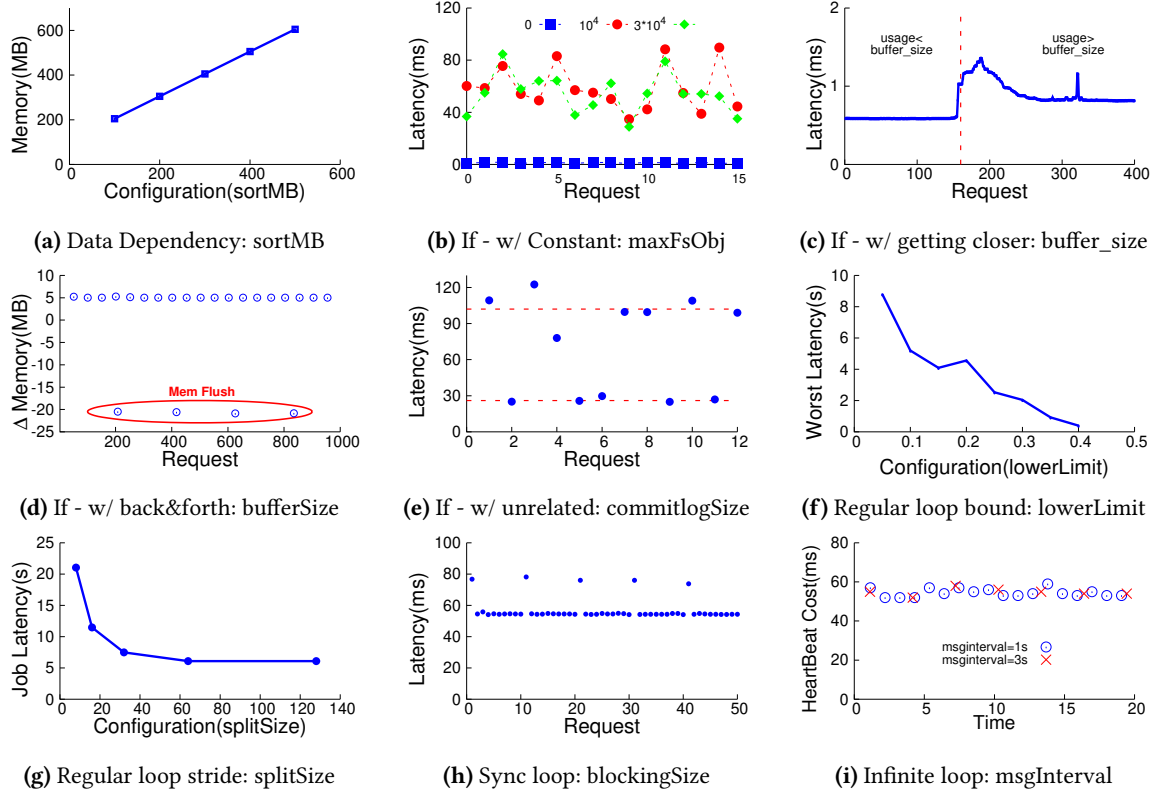 Memory(MB)
600
400
200
0
0 200 400 600
Configuration(sortMB)
(a) Data Dependency: sortMB
Latency(ms)
120
80
40
0
0 10^4 3*10^4
0 5 10 15
Request
(b) If - w/ Constant: maxFsObj
Latency(ms)
2
1
0
usage<
buffer_size
usage>
buffer_size
0 100 200 300 400
Request
(c) If - w/ getting closer: buffer_size
Δ Memory(MB)
10
5
0
-5
-10
-15
-20
-25
Mem Flush
200 400 600 800 1000
Request
(d) If - w/ back&forth: bufferSize
Latency(ms)
120
90
60
30
0
0 2 4 6 8 10 12
Request
(e) If - w/ unrelated: commitlogSize
Worst Latency(s)
10
8
6
4
2
0
0.1 0.2 0.3 0.4 0.5
Configuration(lowerLimit)
(f) Regular loop bound: lowerLimit
Job Latency(s)
25
20
15
10
5
0
0 20 40 60 80 100 120 140
Configuration(splitSize)
(g) Regular loop stride: splitSize
Latency(ms)
100
80
60
40
20
0
0 10 20 30 40 50
Request
(h) Sync loop: blockingSize
HeartBeat Cost(ms)
80
60
40
20
0
msginterval=1s
msginterval=3s
0 5 10 15 20
Time
(i) Infinite loop: msgInterval